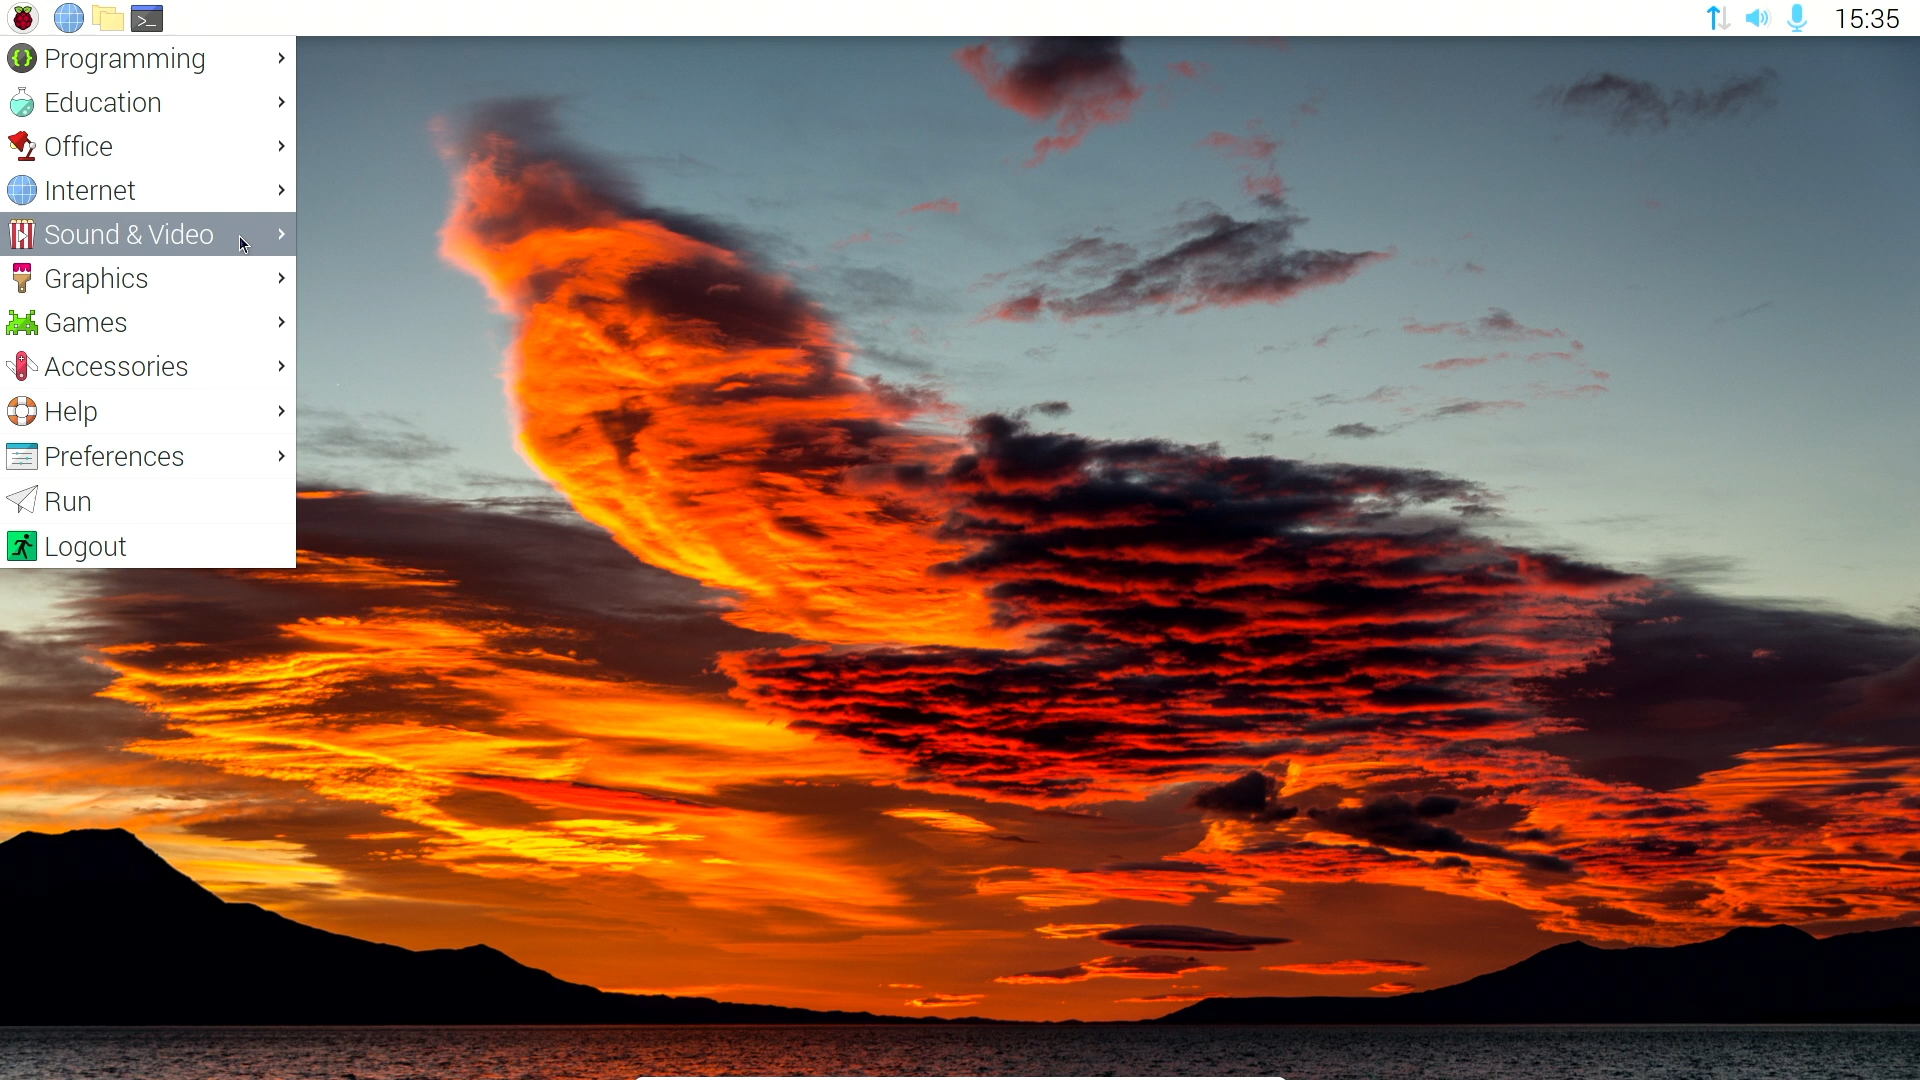 15:35
Programming
Education
Office
Internet
Sound & Video
Graphics
Games
Accessories
Help
Preferences
Run
Logout